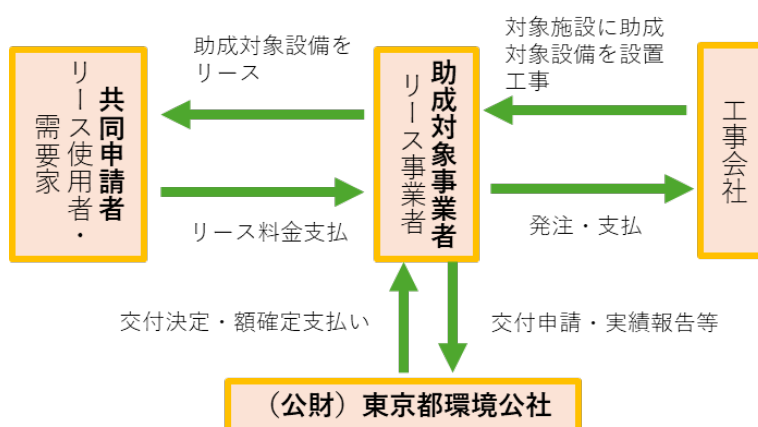 助成対象設備を
リース
対象施設に助成
対象設備を設置
工事
共同申請者
リース使用者・
需要家
助成対象事業者
リース事業者
工事会社
リース料金支払
発注・支払
交付決定・額確定支払い
交付申請・実績報告等
（公財）東京都環境公社